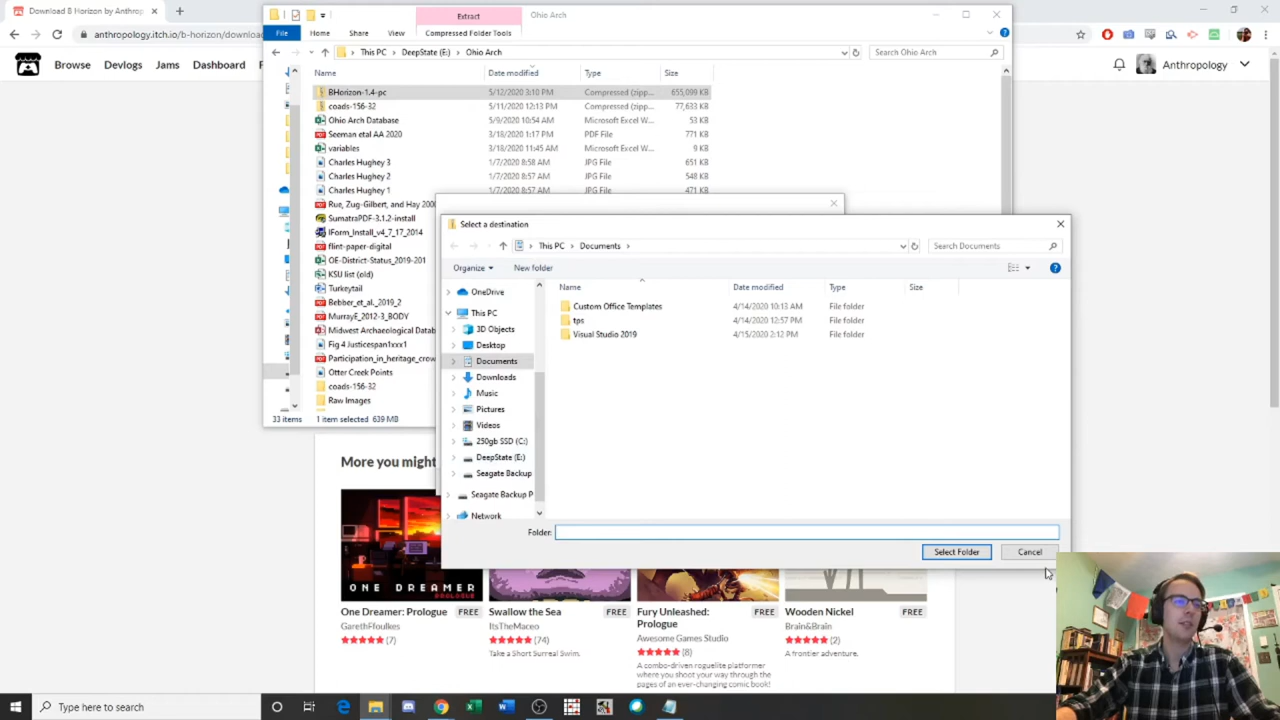 Download B Horizon by Anthrop
anthropology.itch.io/b-horizon/download
Browse Devlogs Jams Dashboard F
Anthropology
Extract
Ohio Arch
File Home Share View Compressed Folder Tools
This PC > DeepState (E:) > Ohio Arch
Search Ohio Arch
Name Date modified Type Size
BHorizon-1.4-pc 5/12/2020 3:10 PM Compressed (zipp... 655,099 KB
coads-156-32 5/11/2020 12:13 PM Compressed (zipp... 77,633 KB
Ohio Arch Database 5/9/2020 10:54 AM Microsoft Excel W... 53 KB
Seeman etal AA 2020 3/18/2020 1:17 PM PDF File 771 KB
variables 3/18/2020 11:45 AM Microsoft Excel W... 9 KB
Charles Hughey 3 1/7/2020 8:58 AM JPG File 651 KB
Charles Hughey 2 1/7/2020 8:57 AM JPG File 548 KB
Charles Hughey 1 1/7/2020 8:57 AM JPG File 471 KB
Rue, Zug-Gilbert, and Hay 200
SumatraPDF-3.1.2-install
IForm_Install_v4_7_17_2014
flint-paper-digital
OE-District-Status_2019-201
KSU list (old)
Turkeytail
Bebber_et_al._2019_2
MurrayE_2012-3_BODY
Midwest Archaeological Datab
Fig 4 Justicespan1xxx1
Participation_in_heritage_crow
Otter Creek Points
coads-156-32
Raw Images
33 items 1 item selected 639 MB
Select a destination
This PC > Documents >
Search Documents
Organize New folder
Name Date modified Type Size
OneDrive
This PC
3D Objects
Desktop
Documents
Downloads
Music
Pictures
Videos
250gb SSD (C:)
DeepState (E:)
Seagate Backup
Seagate Backup P
Network
Custom Office Templates 4/14/2020 10:13 AM File folder
tps 4/14/2020 12:57 PM File folder
Visual Studio 2019 4/15/2020 2:12 PM File folder
Folder:
Select Folder Cancel
More you might
ONE DREAMER
PROLOGUE
One Dreamer: Prologue FREE
GarethFfoulkes
(7)
Swallow the Sea FREE
ItsTheMaceo
(74)
Take a Short Surreal Swim.
Fury Unleashed: Prologue FREE
Awesome Games Studio
(8)
A combo-driven roguelite platformer
where you shoot your way through the
pages of an ever-changing comic book!
Wooden Nickel FREE
Brain&Brain
(2)
A frontier adventure.
Type here to search